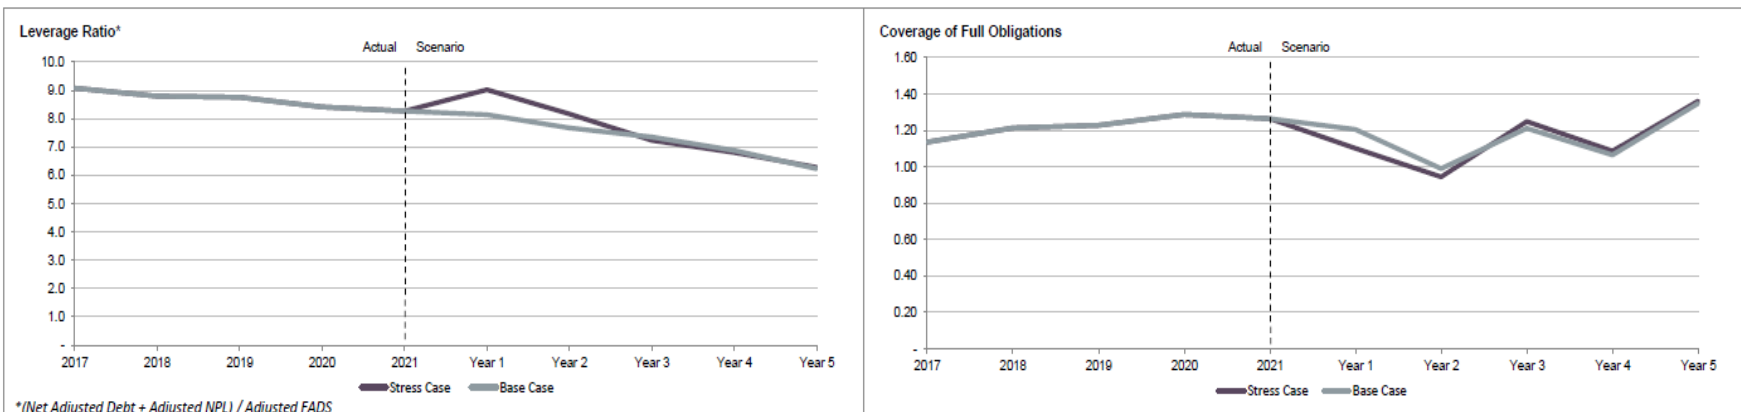 Leverage Ratio*
Actual Scenario
10.0
9.0
8.0
7.0
6.0
5.0
4.0
3.0
2.0
1.0
-
2017 2018 2019 2020 2021 Year 1 Year 2 Year 3 Year 4 Year 5
Stress Case Base Case
*(Net Adjusted Debt + Adjusted NPL) / Adjusted FADS
Coverage of Full Obligations
Actual Scenario
1.60
1.40
1.20
1.00
0.80
0.60
0.40
0.20
-
2017 2018 2019 2020 2021 Year 1 Year 2 Year 3 Year 4 Year 5
Stress Case Base Case